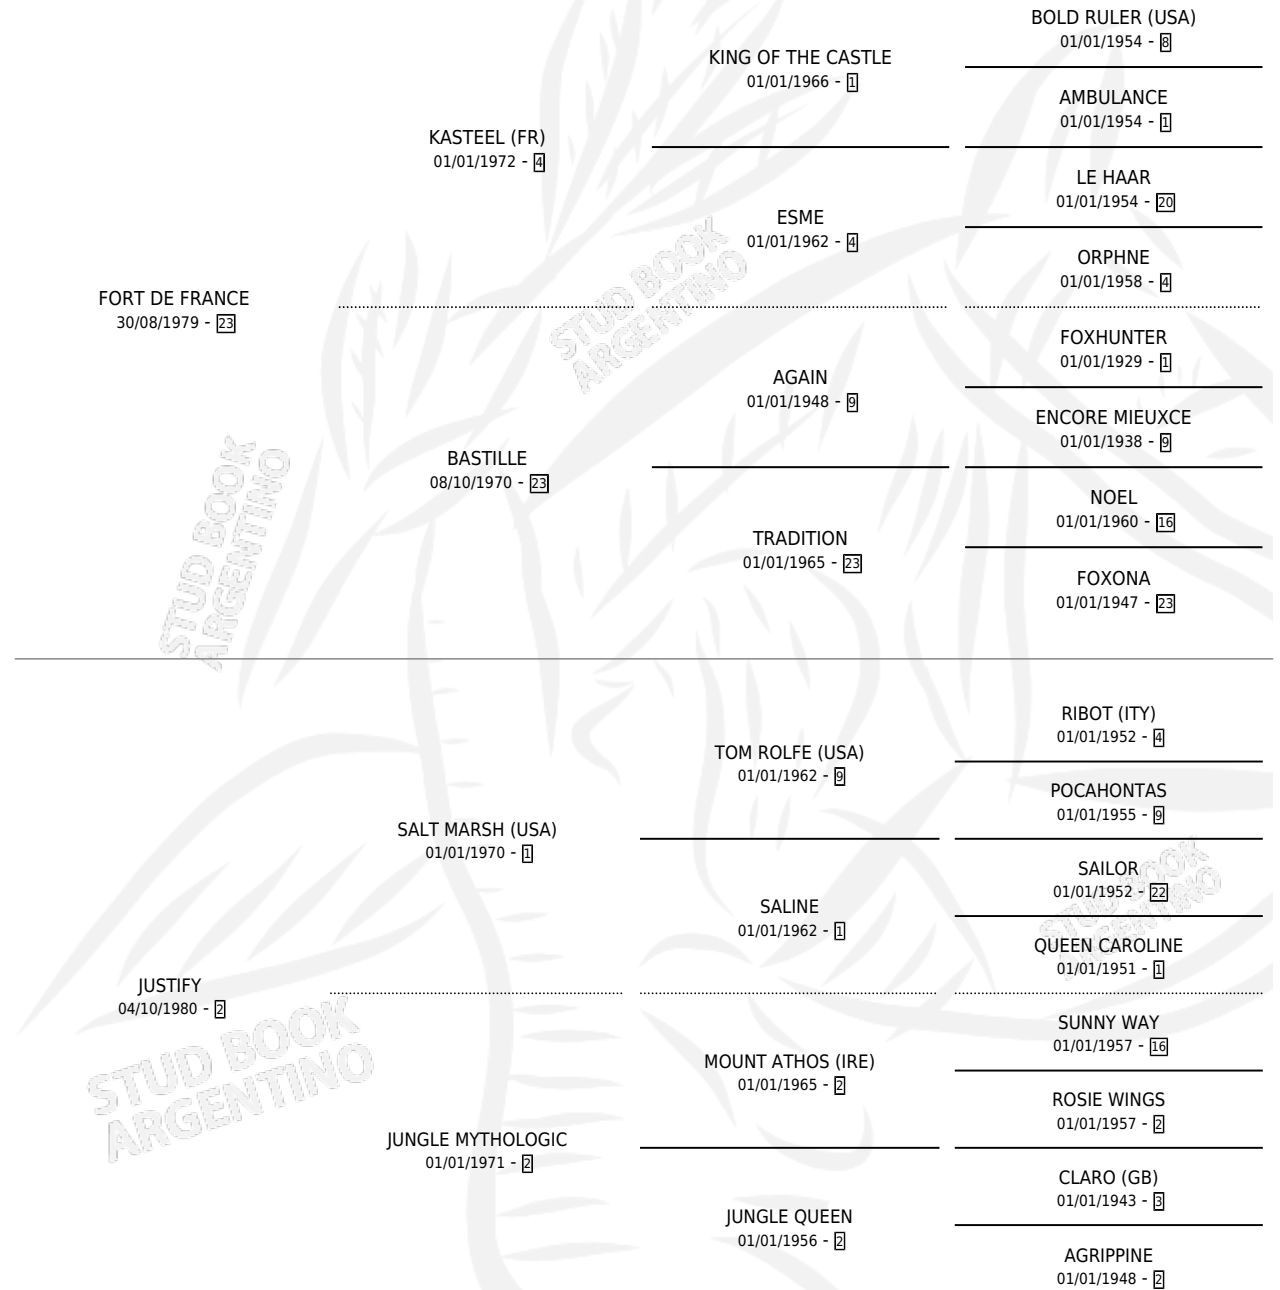 BOLD RULER (USA)
01/01/1954 - 8
KING OF THE CASTLE
01/01/1966 - 1
AMBULANCE
01/01/1954 - 1
KASTEEL (FR)
01/01/1972 - 4
LE HAAR
01/01/1954 - 20
ESME
01/01/1962 - 4
ORPHNE
01/01/1958 - 4
FORT DE FRANCE
30/08/1979 - 23
FOXHUNTER
01/01/1929 - 1
AGAIN
01/01/1948 - 9
ENCORE MIEUXCE
01/01/1938 - 9
BASTILLE
08/10/1970 - 23
NOEL
01/01/1960 - 16
TRADITION
01/01/1965 - 23
FOXONA
01/01/1947 - 23
STUD BOOK
ARGENTINO
STUD BOOK
ARGENTINO
RIBOT (ITY)
01/01/1952 - 4
TOM ROLFE (USA)
01/01/1962 - 9
POCAHONTAS
01/01/1955 - 9
SALT MARSH (USA)
01/01/1970 - 1
SAILOR
01/01/1952 - 22
SALINE
01/01/1962 - 1
QUEEN CAROLINE
01/01/1951 - 1
STUD BOOK
ARGENTINO
JUSTIFY
04/10/1980 - 2
SUNNY WAY
01/01/1957 - 16
MOUNT ATHOS (IRE)
01/01/1965 - 2
ROSIE WINGS
01/01/1957 - 2
STUD BOOK
ARGENTINO
JUNGLE MYTHOLOGIC
01/01/1971 - 2
CLARO (GB)
01/01/1943 - 3
JUNGLE QUEEN
01/01/1956 - 2
AGRIPPINE
01/01/1948 - 2